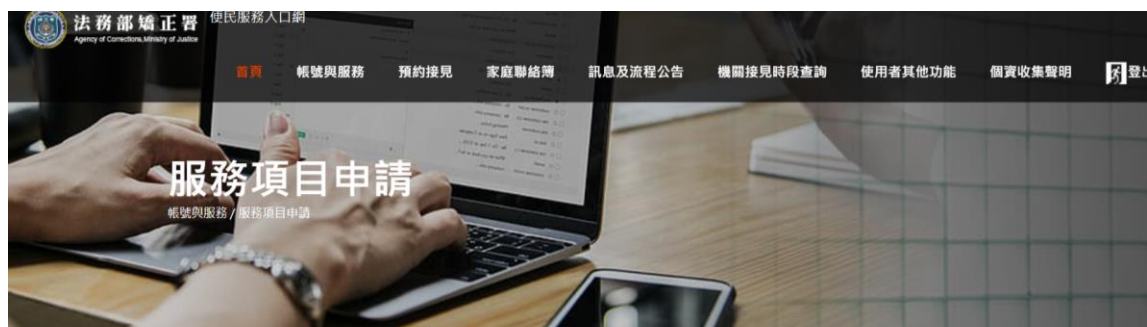 法務部矯正署
便民服務入口網
Agency of Corrections,Ministry of Justice
首頁 帳號與服務 預約接見 家庭聯絡簿 訊息及流程公告 機關接見時段查詢 使用者其他功能 個資收集聲明 登出
服務項目申請
帳號與服務 / 服務項目申請